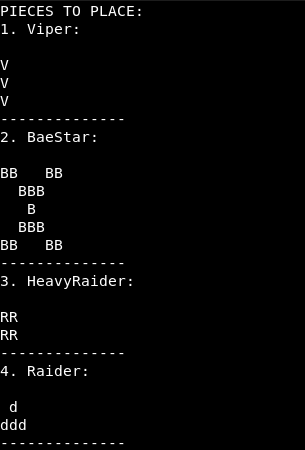 PIECES TO PLACE:
1. Viper:

V
V
V
--------------
2. BaeStar:

BB   BB
  BBB
   B
  BBB
BB   BB
--------------
3. HeavyRaider:

RR
RR
--------------
4. Raider:

 d
ddd
--------------